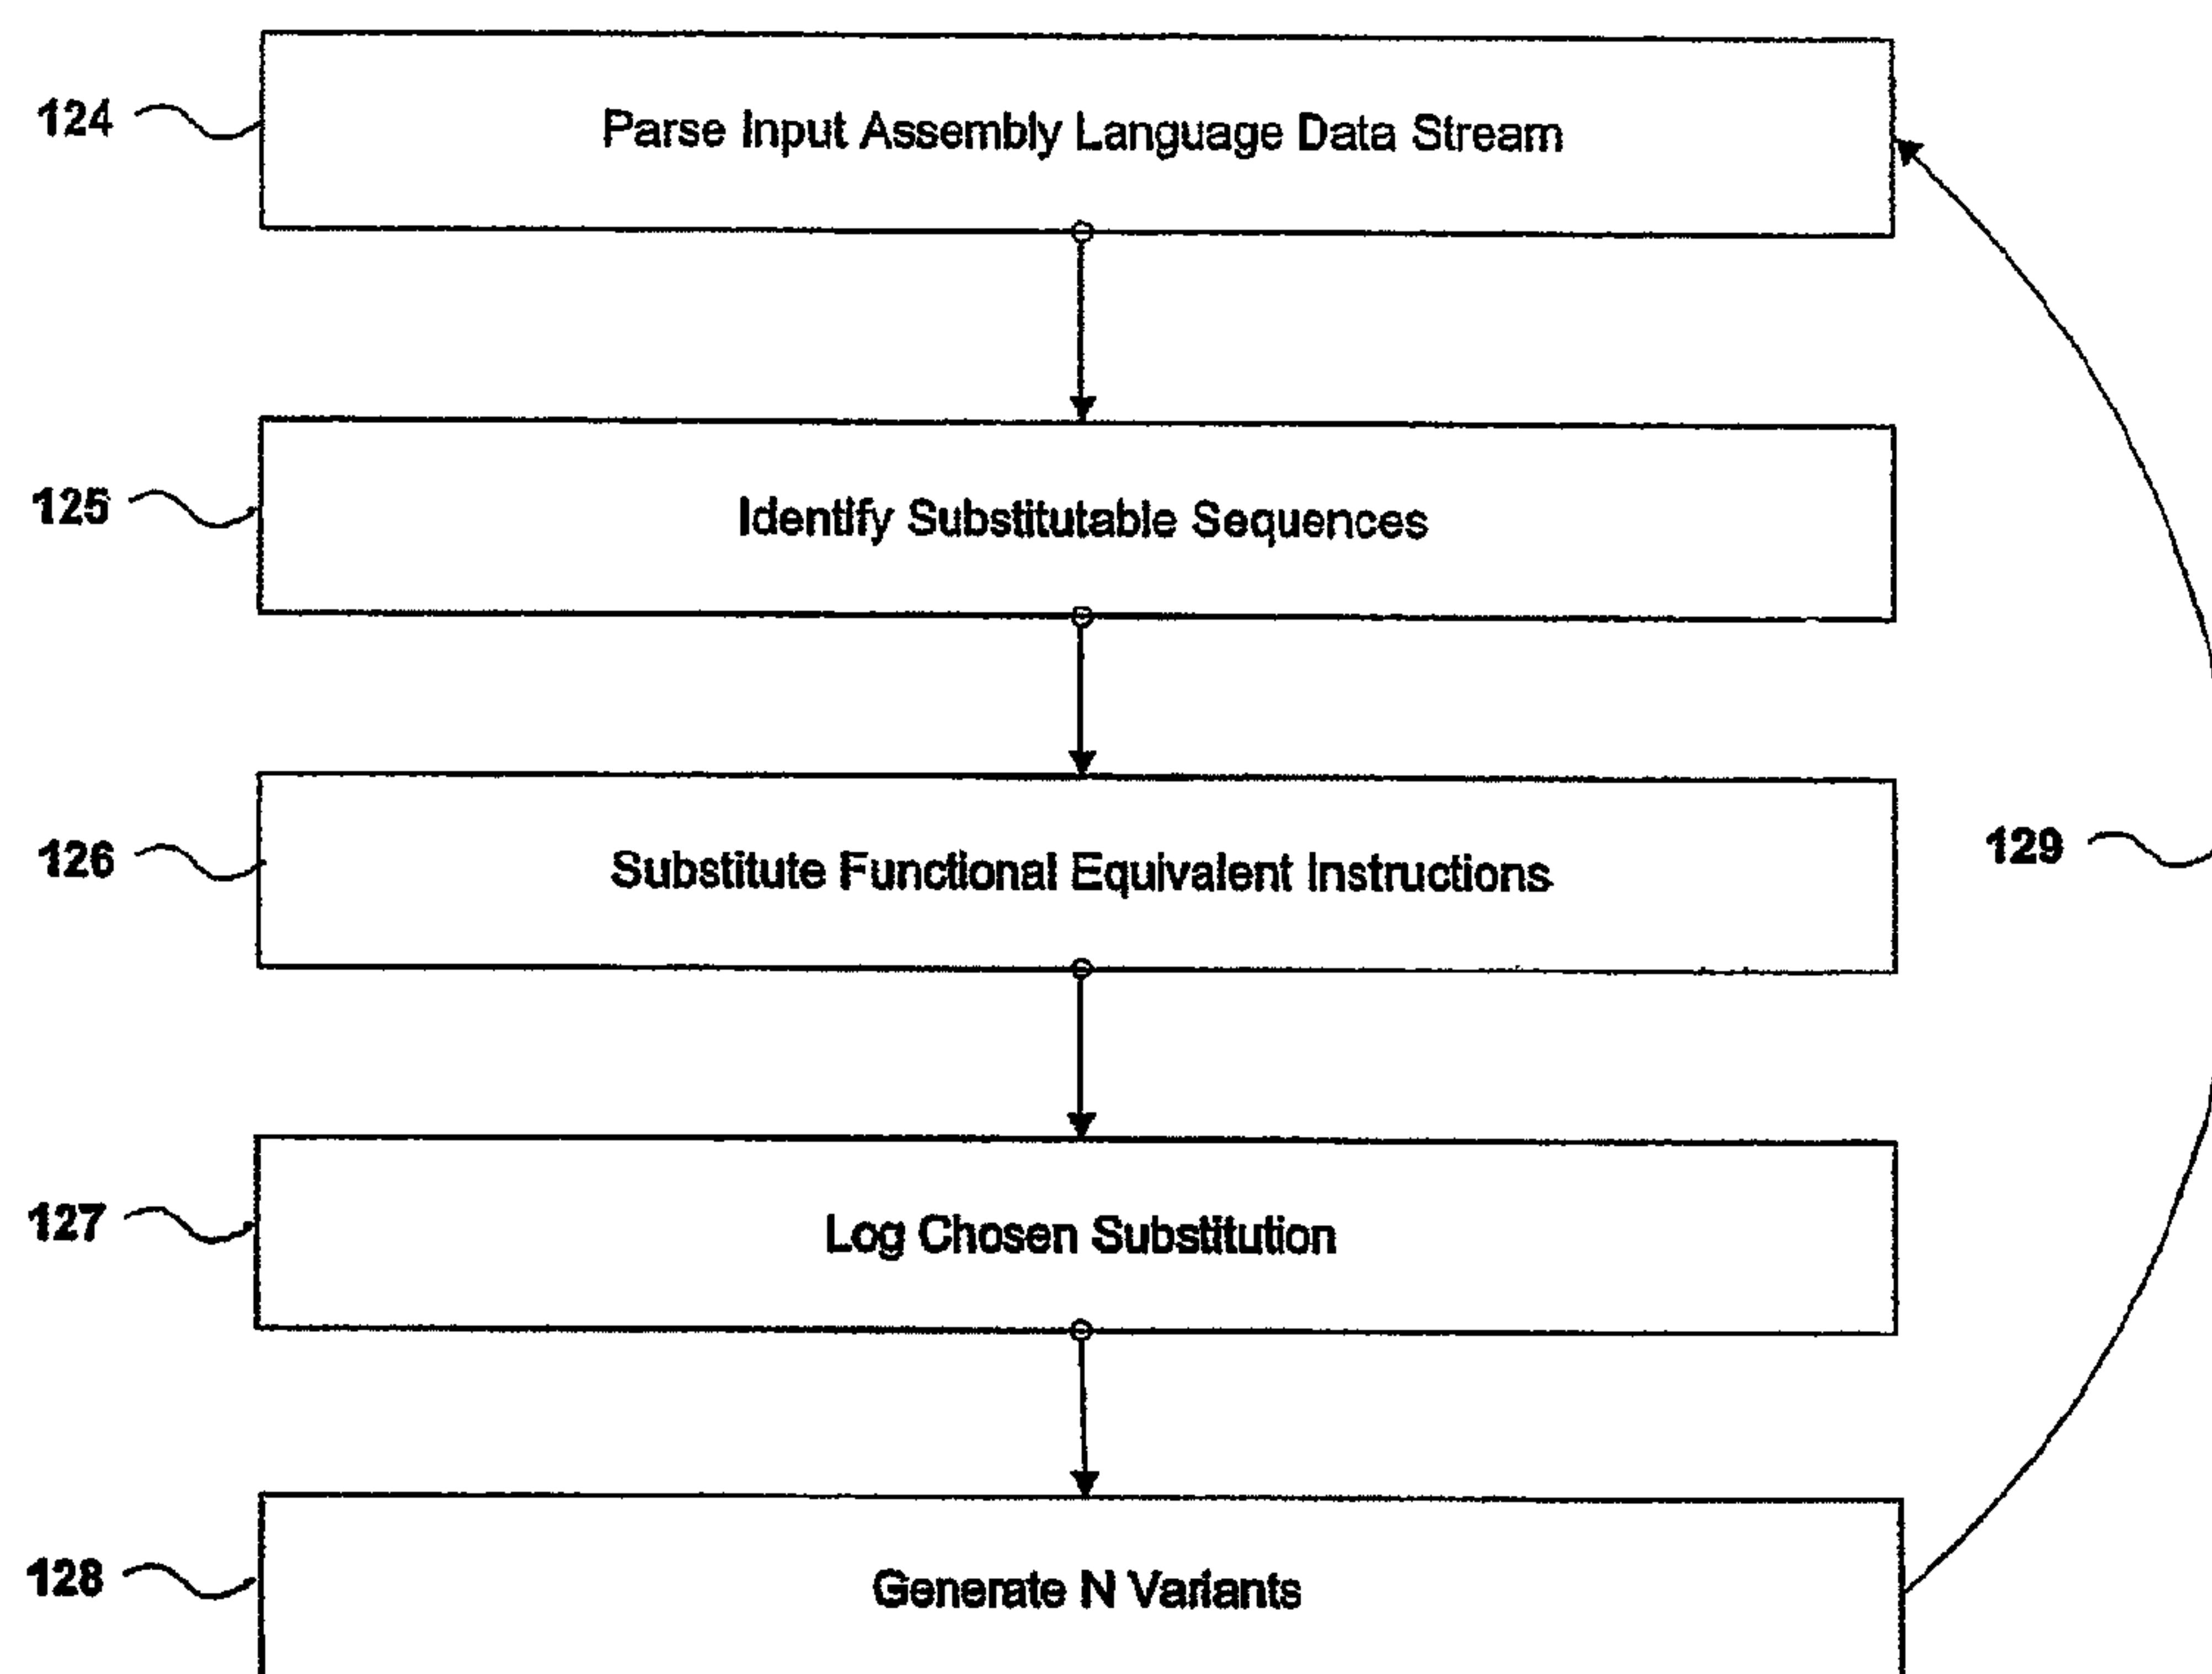 124
Parse Input Assembly Language Data Stream
125
Identify Substitutable Sequences
126
Substitute Functional Equivalent Instructions
129
127
Log Chosen Substitution
128
Generate N Variants